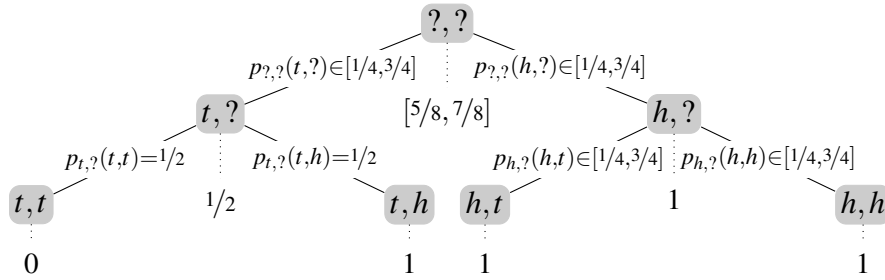 ?, ?
p?,?(t,?)∈[1/4,3/4] p?,?(h,?)∈[1/4,3/4]
t, ? [5/8, 7/8] h, ?
pt,?(t,t)=1/2 pt,?(t,h)=1/2 ph,?(h,t)∈[1/4,3/4] ph,?(h,h)∈[1/4,3/4]
t, t 1/2 t, h h, t 1 h, h
0 1 1 1